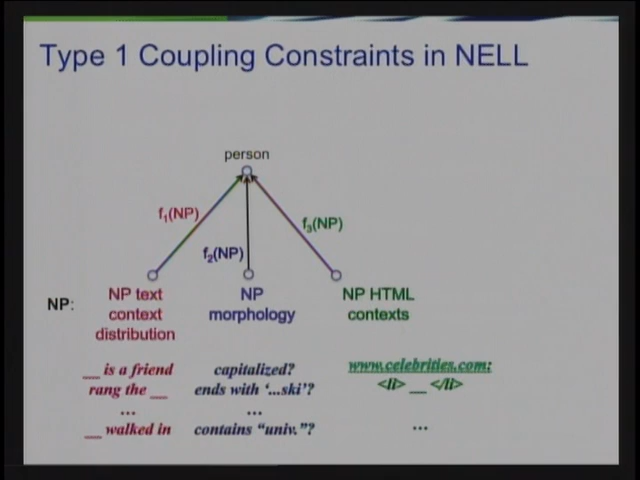 Type 1 Coupling Constraints in NELL
person
f₁(NP)
f₂(NP)
f₃(NP)
NP:
NP text
context
distribution
NP
morphology
NP HTML
contexts
__ is a friend
rang the __
...
__ walked in
capitalized?
ends with ‘...ski’?
...
contains “univ.”?
www.celebrities.com:
<li> __ </li>
...